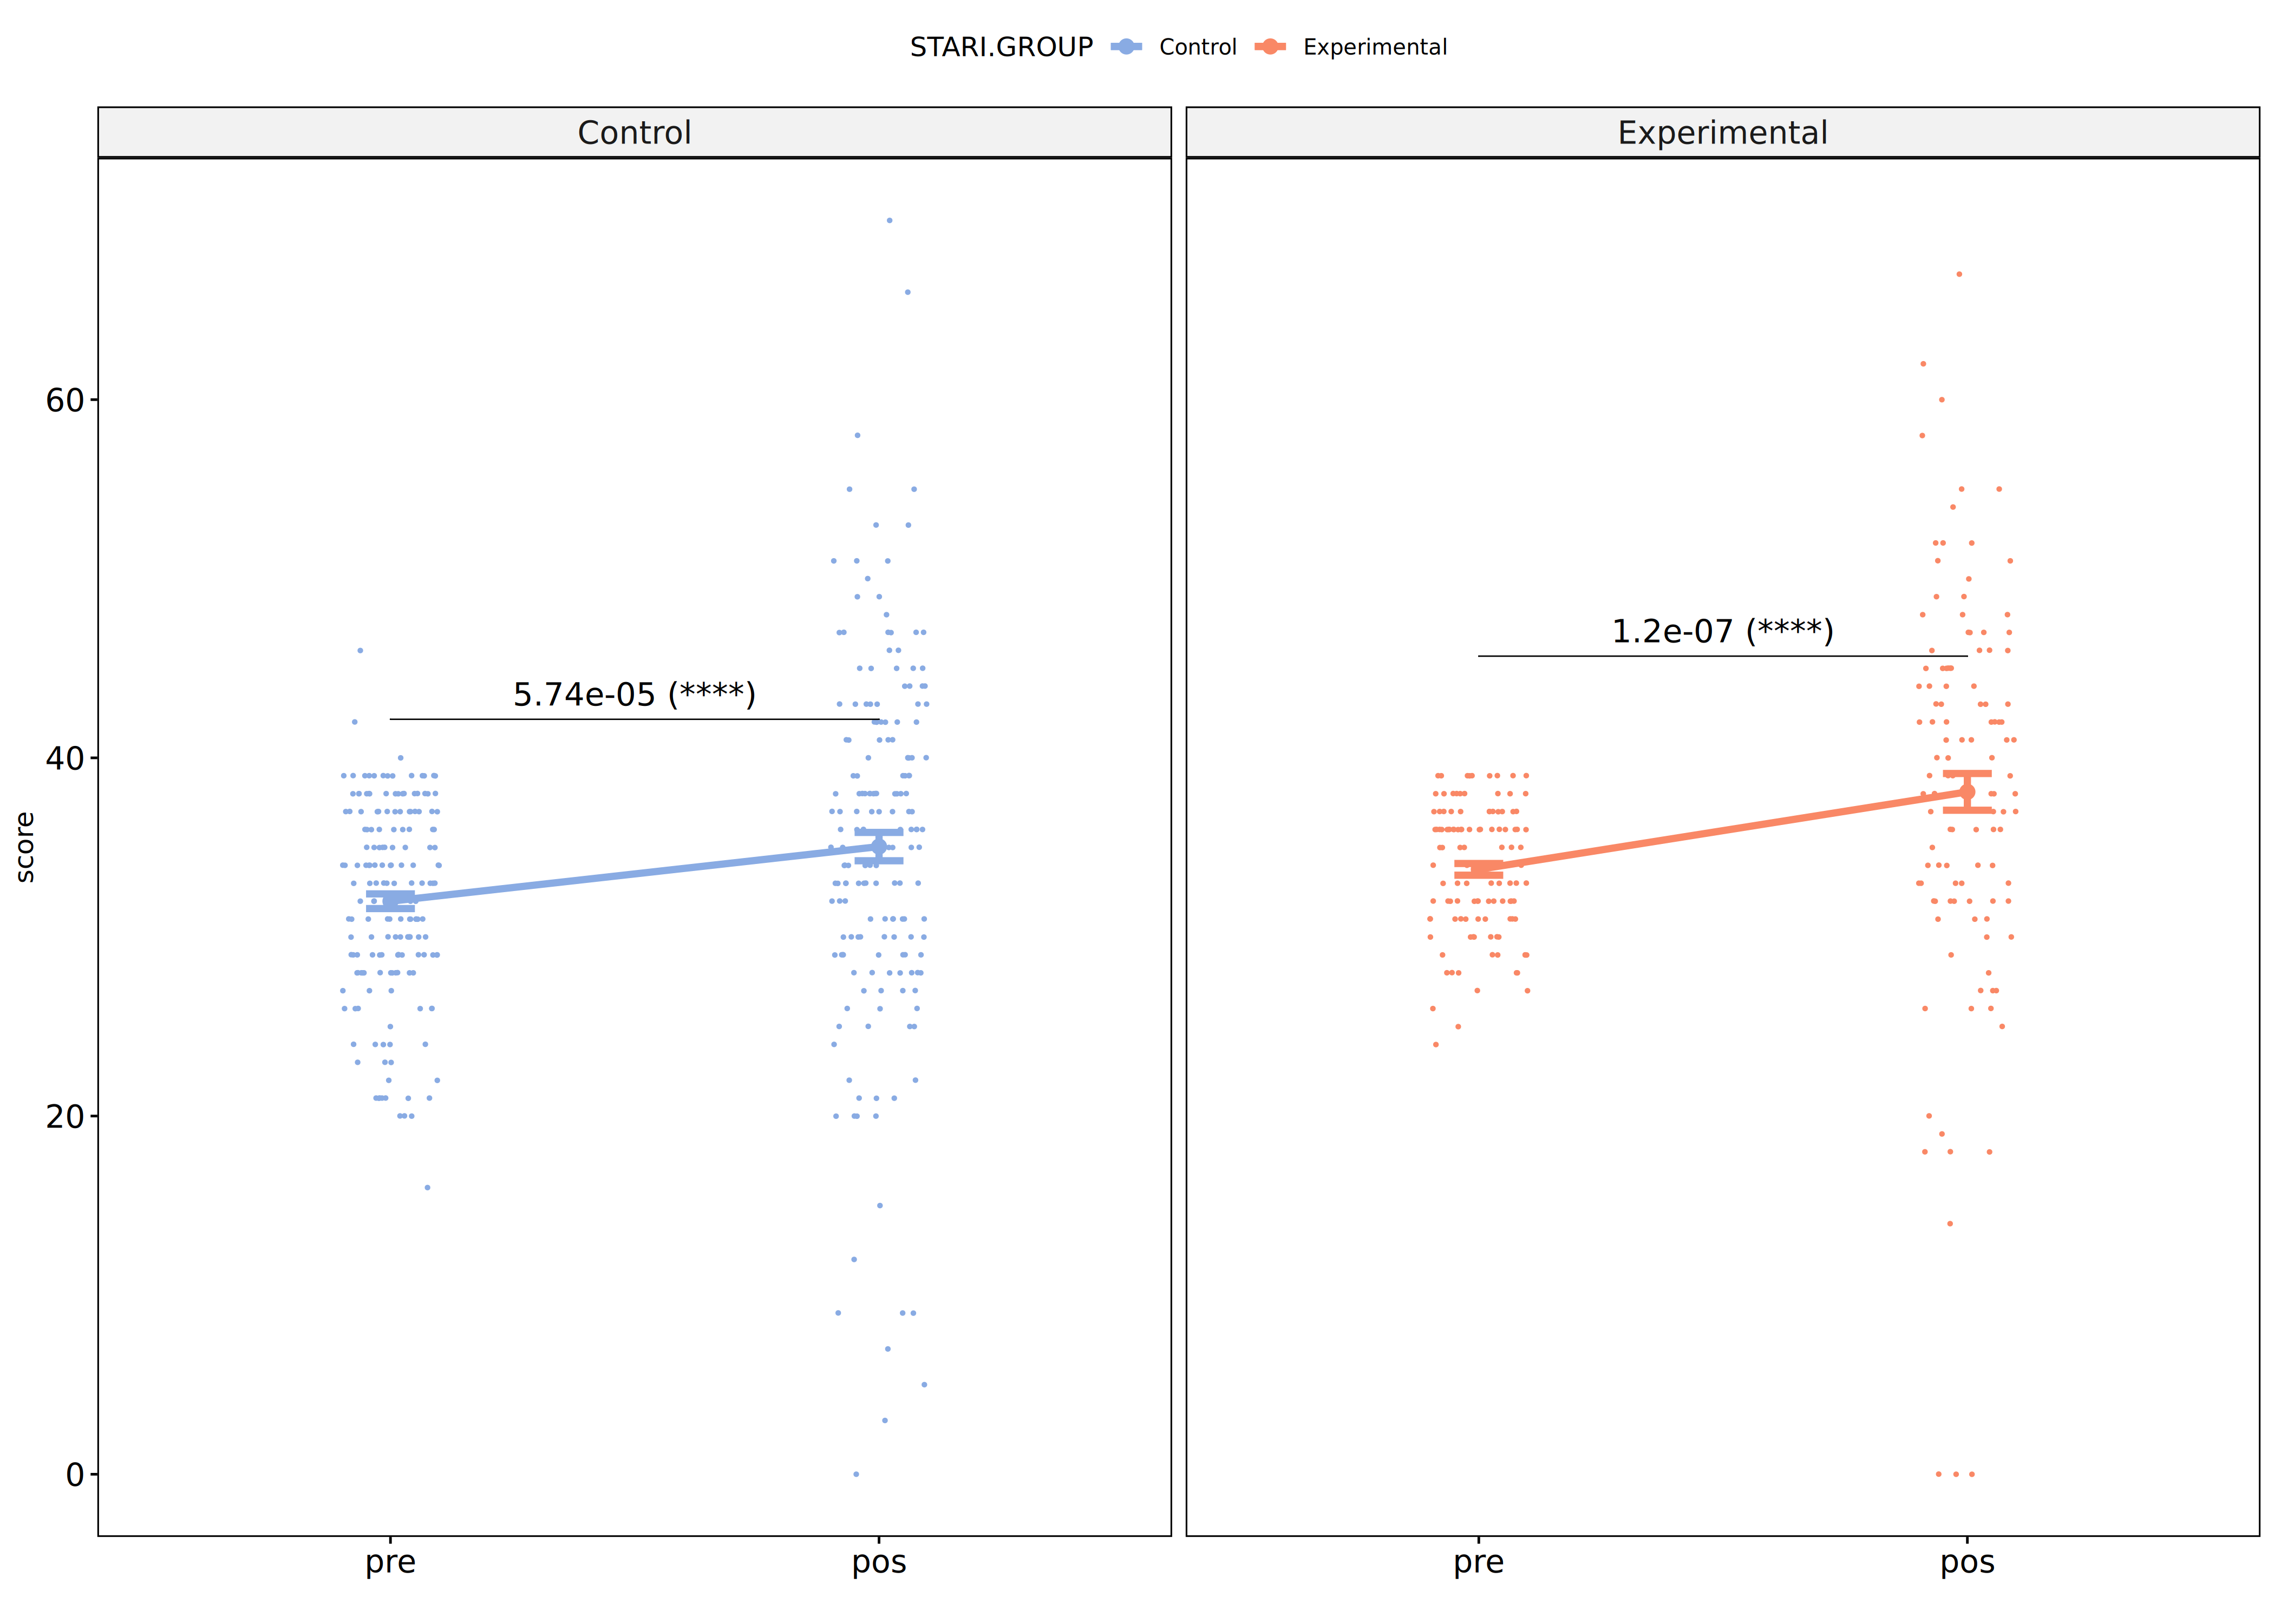 STARI.GROUP Control Experimental
Control Experimental
score
60
40
20
0
5.74e-05 (****)
1.2e-07 (****)
pre pos pre pos